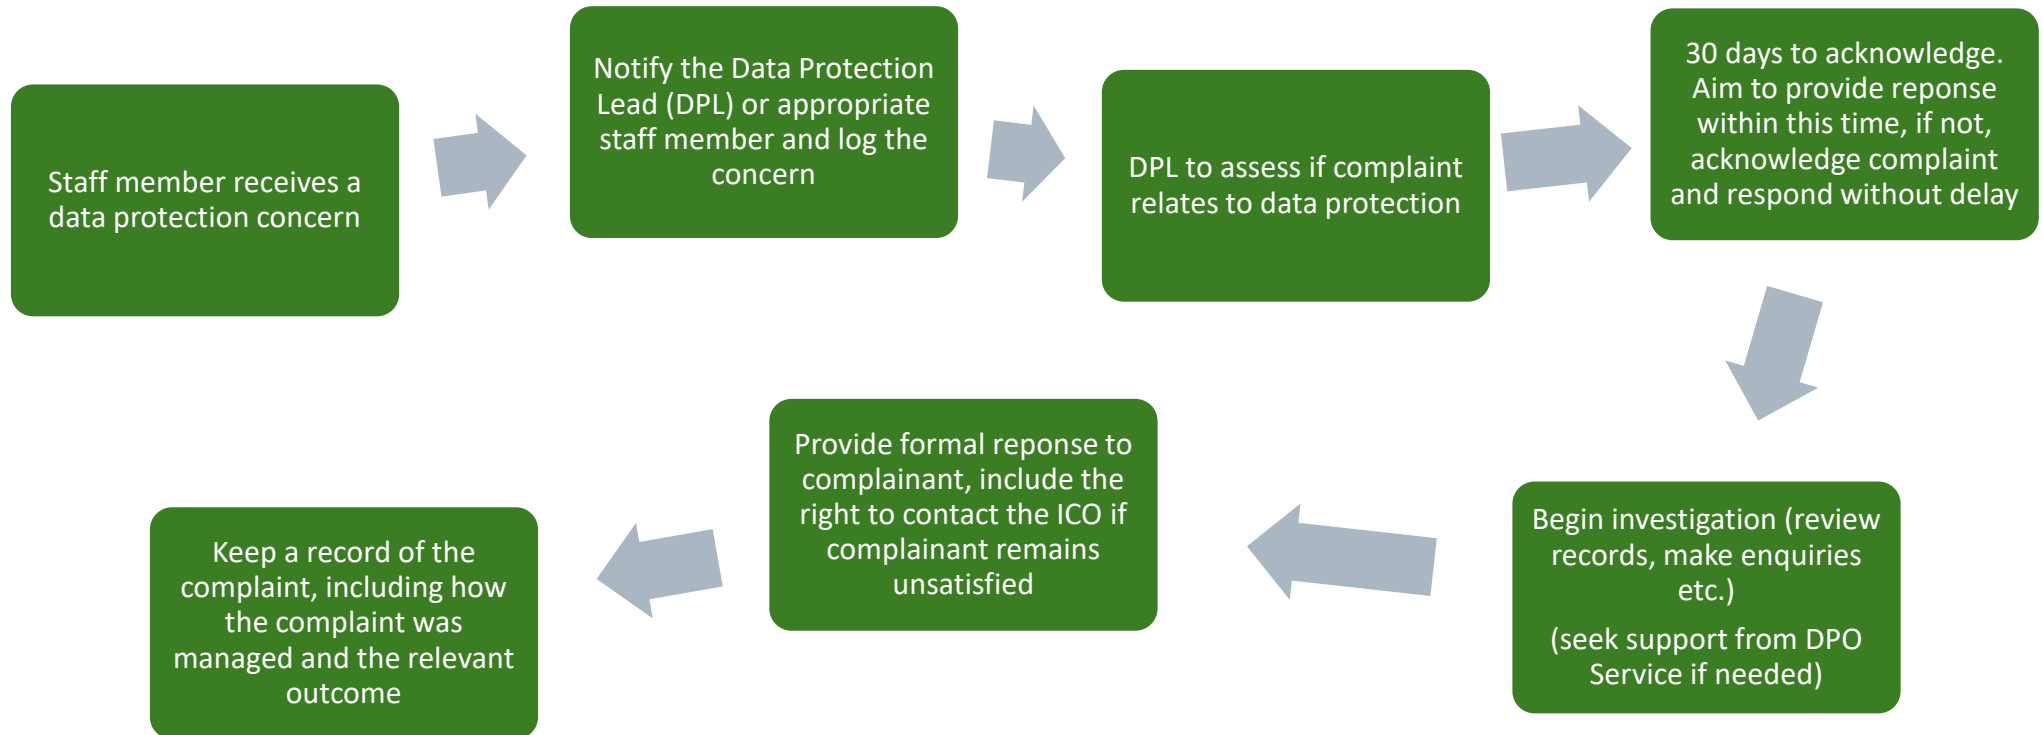 Staff member receives a
data protection concern
Notify the Data Protection
Lead (DPL) or appropriate
staff member and log the
concern
DPL to assess if complaint
relates to data protection
30 days to acknowledge.
Aim to provide reponse
within this time, if not,
acknowledge complaint
and respond without delay
Begin investigation (review
records, make enquiries
etc.)
(seek support from DPO
Service if needed)
Provide formal reponse to
complainant, include the
right to contact the ICO if
complainant remains
unsatisfied
Keep a record of the
complaint, including how
the complaint was
managed and the relevant
outcome